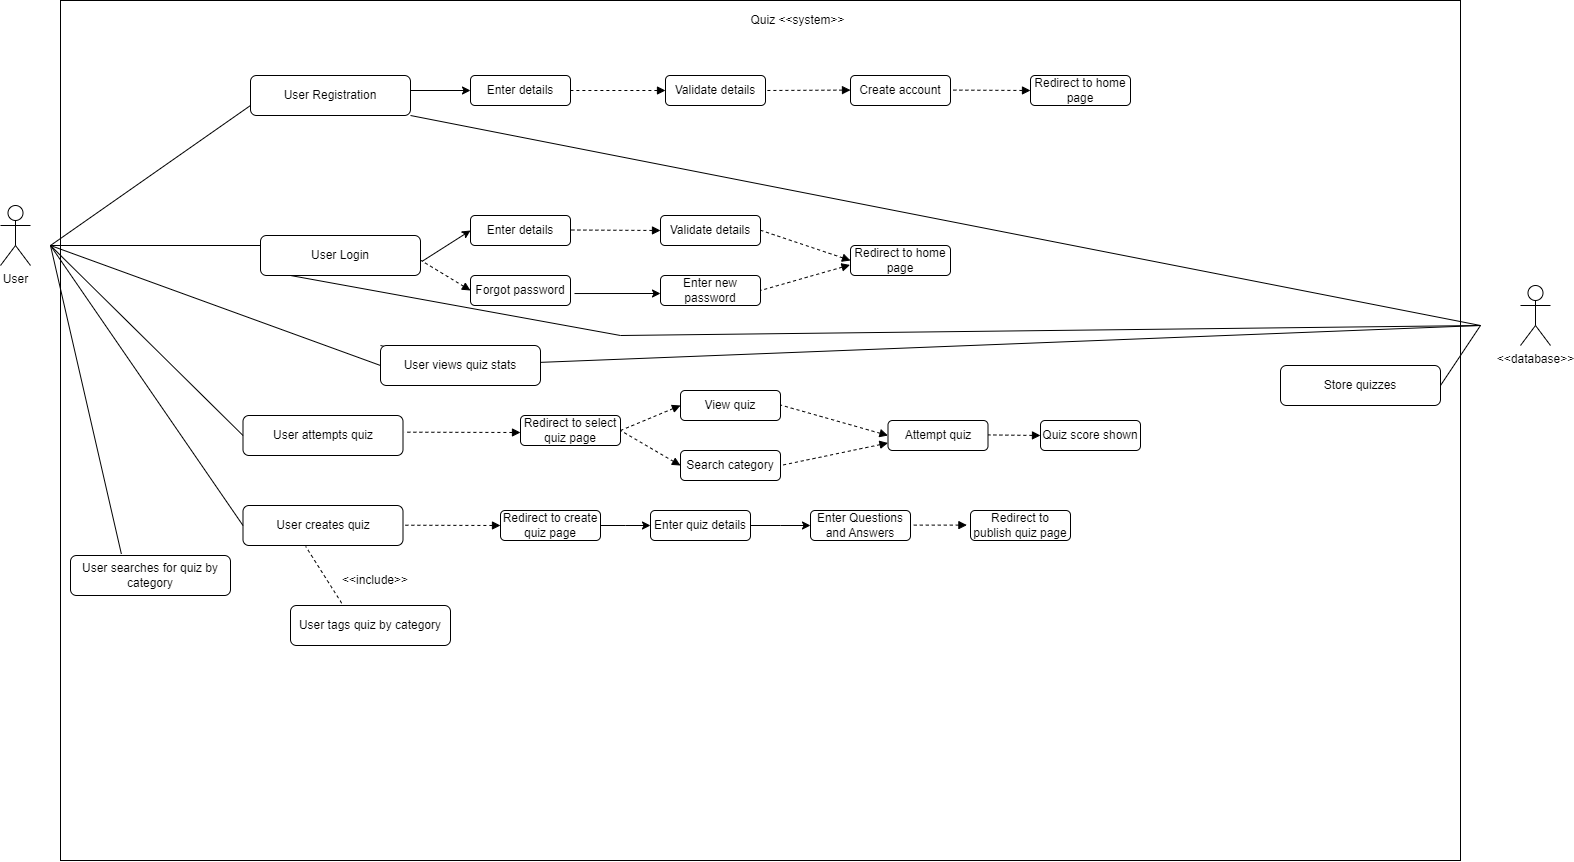 Quiz <<system>>
User Registration
Enter details
Validate details
Create account
Redirect to home
page
User
User Login
Enter details
Validate details
Redirect to home
page
Forgot password
Enter new
password
<<database>>
User views quiz stats
Store quizzes
User attempts quiz
Redirect to select
quiz page
View quiz
Search category
Attempt quiz
Quiz score shown
User creates quiz
Redirect to create
quiz page
Enter quiz details
Enter Questions
and Answers
Redirect to
publish quiz page
User searches for quiz by
category
<<include>>
User tags quiz by category